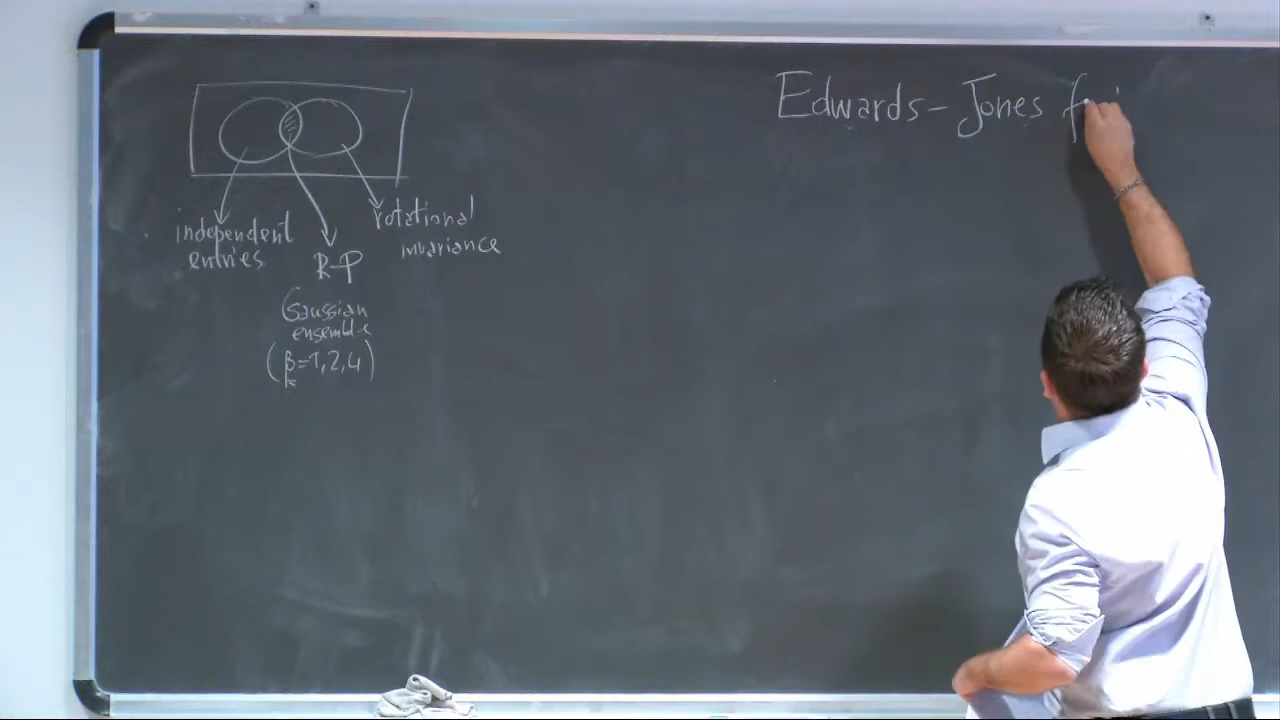 Edwards-Jones
independent
entries
R-P
Gaussian
ensemble
(β=1,2,4)
rotational
invariance